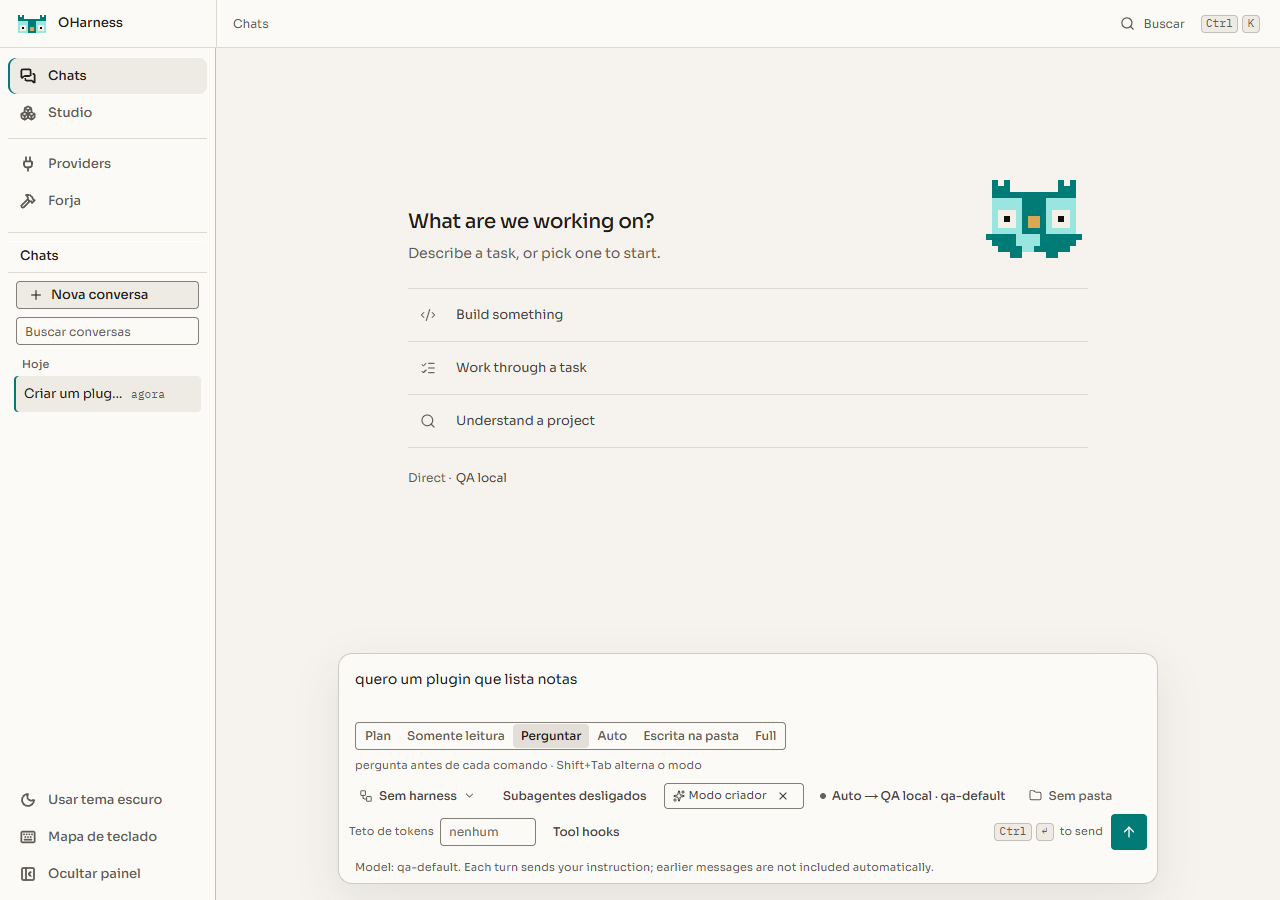 OHarness
Chats
Buscar Ctrl K
Chats
Studio
Providers
Forja
Chats
Nova conversa
Buscar conversas
Hoje
Criar um plug... agora
Usar tema escuro
Mapa de teclado
Ocultar painel
What are we working on?
Describe a task, or pick one to start.
Build something
Work through a task
Understand a project
Direct · QA local
quero um plugin que lista notas
Plan Somente leitura Perguntar Auto Escrita na pasta Full
pergunta antes de cada comando · Shift+Tab alterna o modo
Sem harness Subagentes desligados Modo criador Auto → QA local · qa-default Sem pasta
Teto de tokens nenhum Tool hooks Ctrl ↵ to send
Model: qa-default. Each turn sends your instruction; earlier messages are not included automatically.